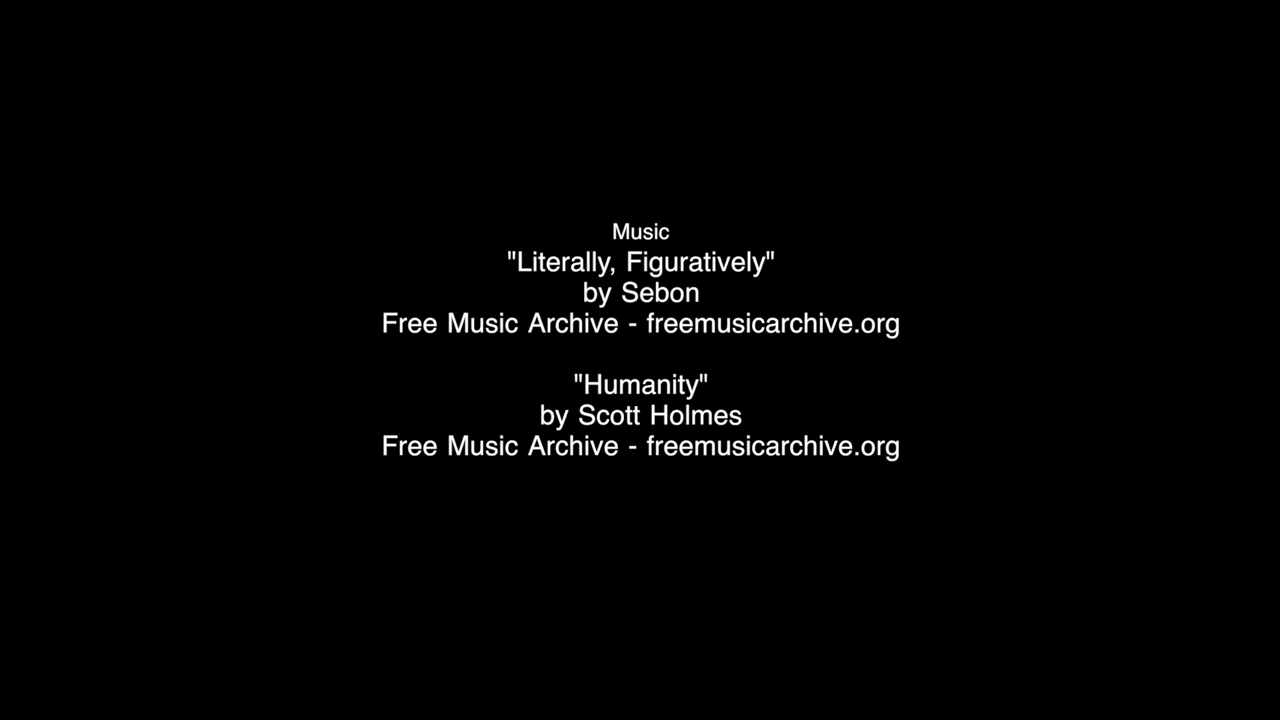 Music
"Literally, Figuratively"
by Sebon
Free Music Archive - freemusicarchive.org
"Humanity"
by Scott Holmes
Free Music Archive - freemusicarchive.org